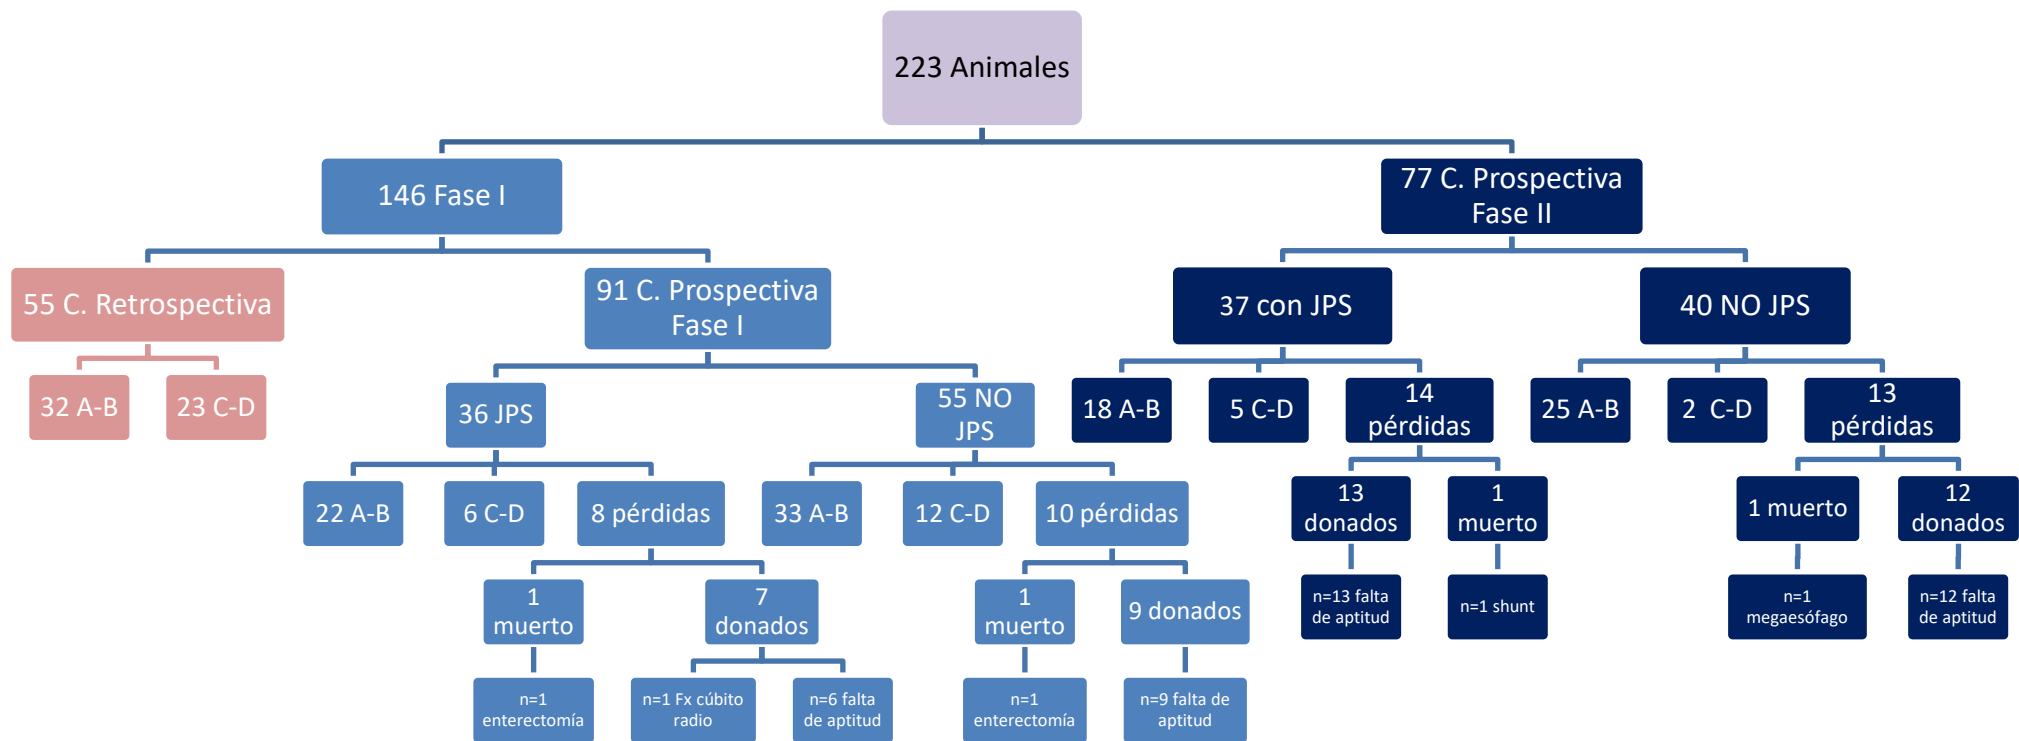 223 Animales
146 Fase I
77 C. Prospectiva
Fase II
55 C. Retrospectiva
91 C. Prospectiva
Fase I
37 con JPS
40 NO JPS
32 A-B
23 C-D
36 JPS
55 NO
JPS
18 A-B
5 C-D
14
pérdidas
25 A-B
2 C-D
13
pérdidas
22 A-B
6 C-D
8 pérdidas
33 A-B
12 C-D
10 pérdidas
13
donados
1
muerto
1 muerto
12
donados
1
muerto
7
donados
1
muerto
9 donados
n=13 falta
de aptitud
n=1 shunt
n=1
megaesófago
n=12 falta
de aptitud
n=1
enterectomía
n=1 Fx cúbito
radio
n=6 falta
de aptitud
n=1
enterectomía
n=9 falta de
aptitud